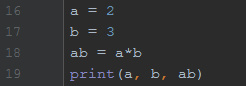 16 a = 2
17 b = 3
18 ab = a*b
19 print(a, b, ab)